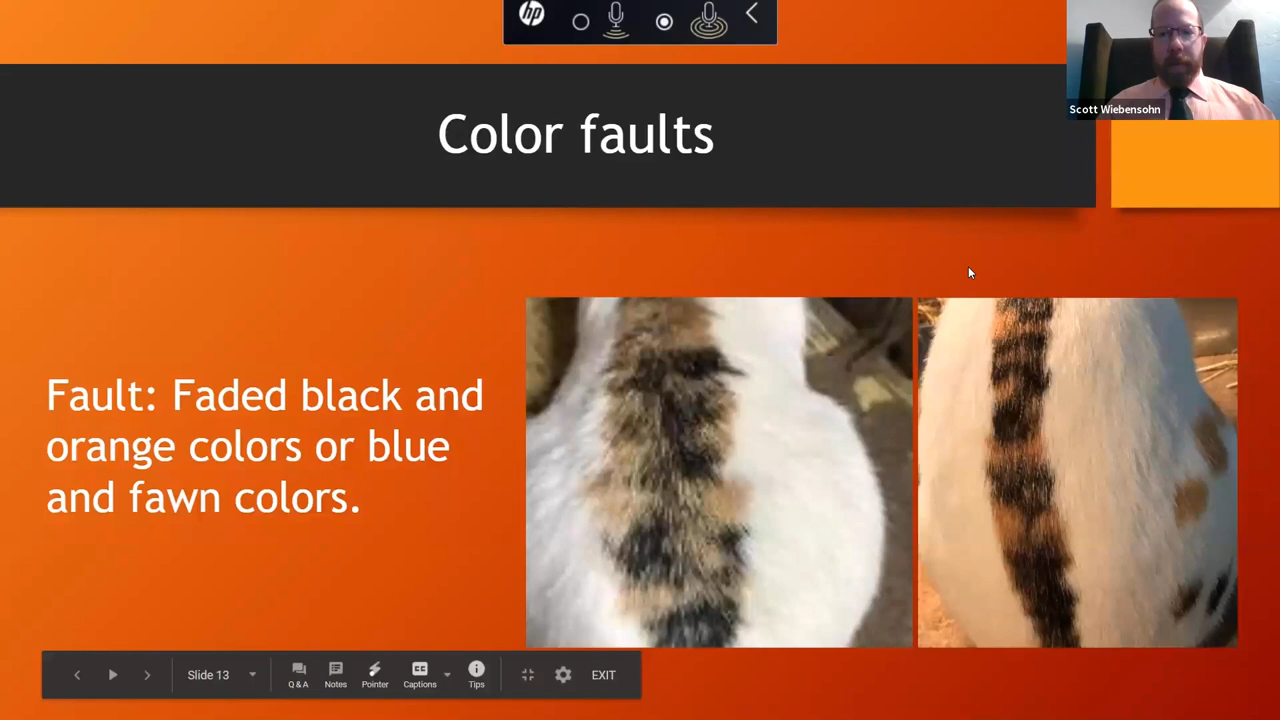 hp
Scott Wiebensohn
Color faults
Fault: Faded black and
orange colors or blue
and fawn colors.
Slide 13
Q & A
Notes
Pointer
Captions
Tips
EXIT